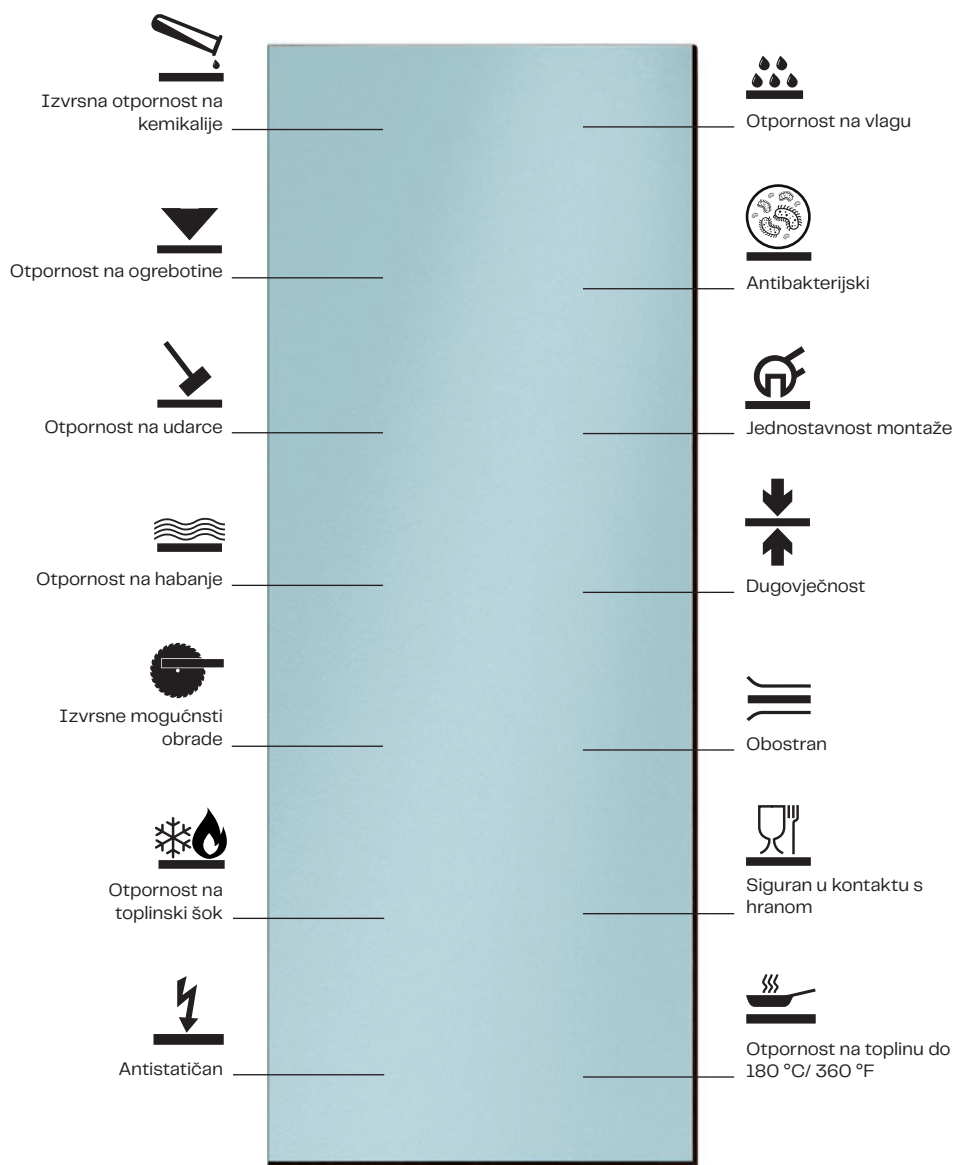 Izvrsna otpornost na
kemikalije
Otpornost na ogrebotine
Otpornost na udarce
Otpornost na habanje
Izvrsne mogućnsti
obrade
Otpornost na
toplinski šok
Antistatičan
Otpornost na vlagu
Antibakterijski
Jednostavnost montaže
Dugovječnost
Obostran
Siguran u kontaktu s
hranom
Otpornost na toplinu do
180 °C/ 360 °F